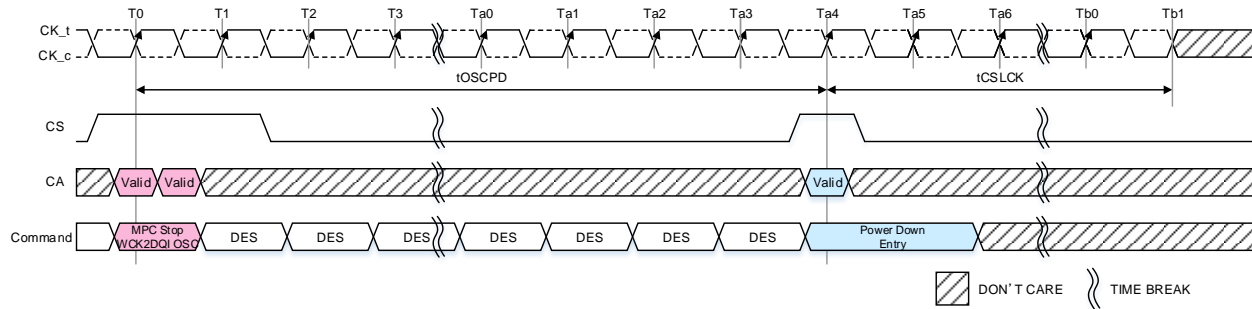 T0 T1 T2 T3 Ta0 Ta1 Ta2 Ta3 Ta4 Ta5 Ta6 Tb0 Tb1
CK_t
CK_c
tOSCPD tCSLCK
CS
CA Valid Valid Valid
Command MPC Stop WCK2DQI OSC DES DES DES DES DES DES DES Power Down Entry
DON'T CARE TIME BREAK